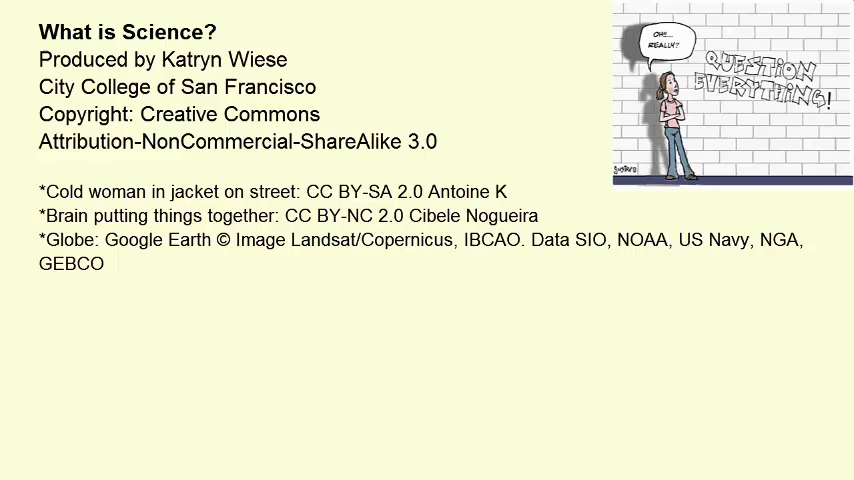 What is Science?
Produced by Katryn Wiese
City College of San Francisco
Copyright: Creative Commons
Attribution-NonCommercial-ShareAlike 3.0
*Cold woman in jacket on street: CC BY-SA 2.0 Antoine K
*Brain putting things together: CC BY-NC 2.0 Cibele Nogueira
*Globe: Google Earth © Image Landsat/Copernicus, IBCAO. Data SIO, NOAA, US Navy, NGA,
GEBCO
OH!!...
REALLY?
QUESTION
EVERYTHING!